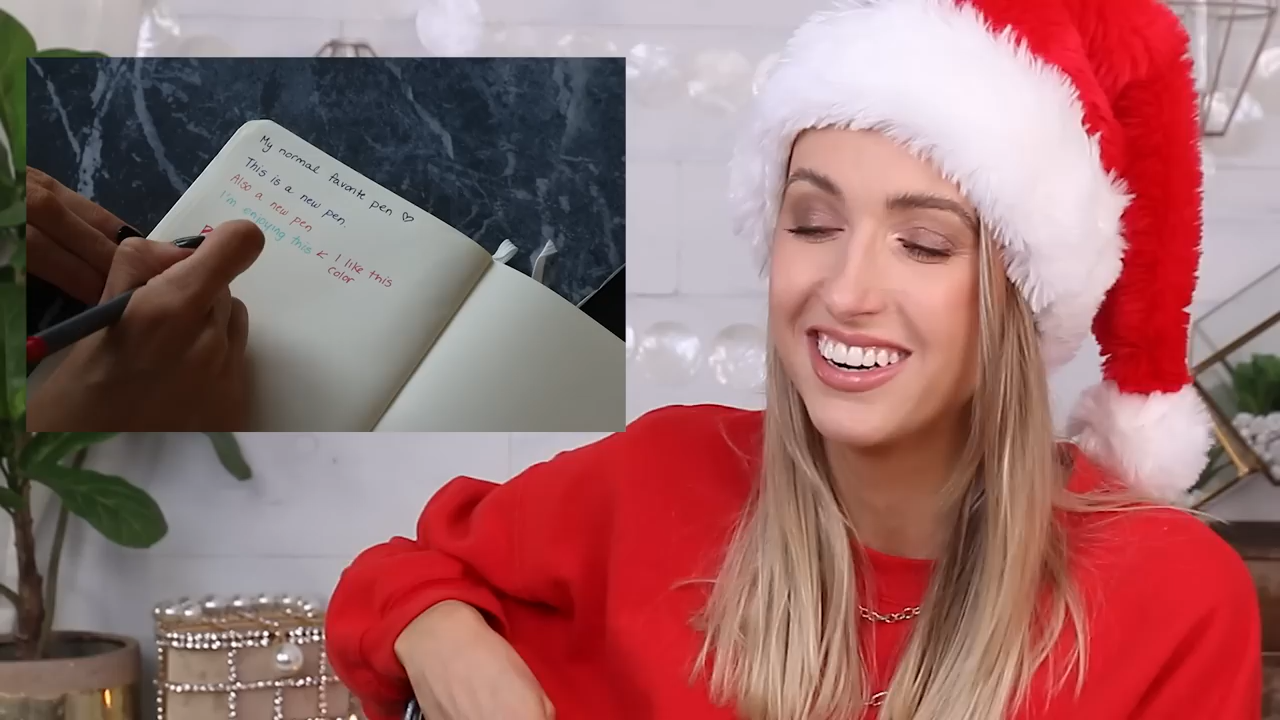 My normal favorite pen ♡
This is a new pen.
Also a new pen
I'm enjoying this < I like this
color